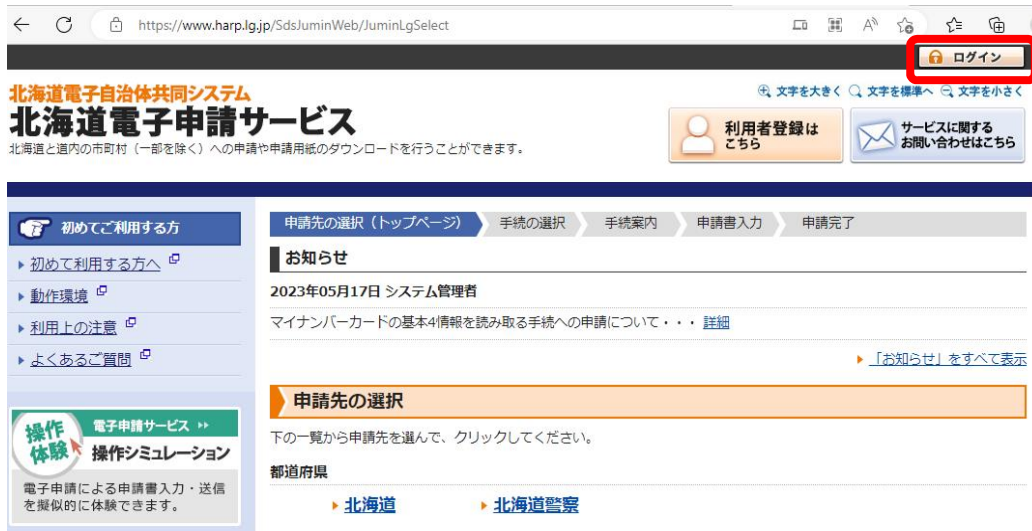 https://www.harp.lg.jp/SdsJuminWeb/JuminLgSelect
ログイン
北海道電子自治体共同システム
文字を大きく 文字を標準へ 文字を小さく
北海道電子申請サービス
利用者登録は
こちら
サービスに関する
お問い合わせはこちら
北海道と道内の市町村（一部を除く）への申請や申請用紙のダウンロードを行うことができます。
初めてご利用する方
初めて利用する方へ
動作環境
利用上の注意
よくあるご質問
操作
体験
電子申請サービス
操作シミュレーション
電子申請による申請書入力・送信
を擬似的に体験できます。
申請先の選択（トップページ） 手続の選択 手続案内 申請書入力 申請完了
お知らせ
2023年05月17日 システム管理者
マイナンバーカードの基本4情報を読み取る手続への申請について・・・ 詳細
「お知らせ」をすべて表示
申請先の選択
下の一覧から申請先を選んで、クリックしてください。
都道府県
北海道 北海道警察